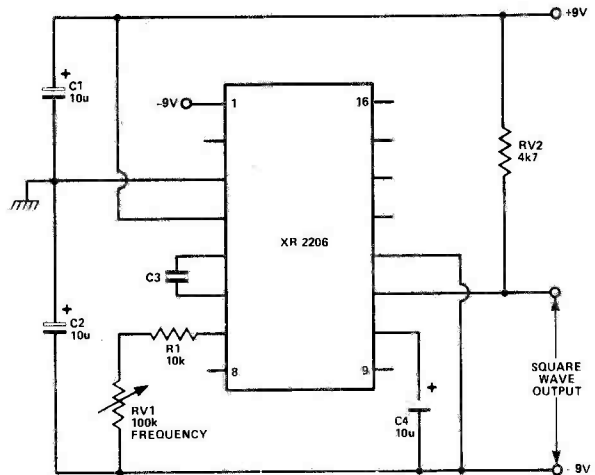 +9V
+
C1
10u
-9V
1
16
RV2
4k7
XR 2206
C3
+
C2
10u
R1
10k
8
9
RV1
100k
FREQUENCY
+
C4
10u
SQUARE
WAVE
OUTPUT
- 9V